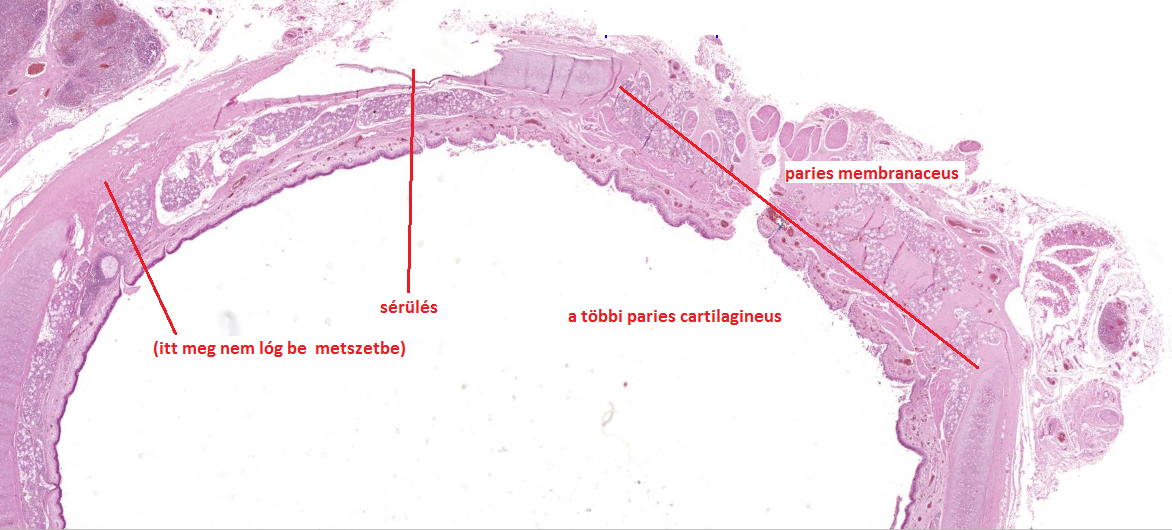 paries membranaceus
sérülés
a többi paries cartilagineus
(itt meg nem lóg be  metszetbe)